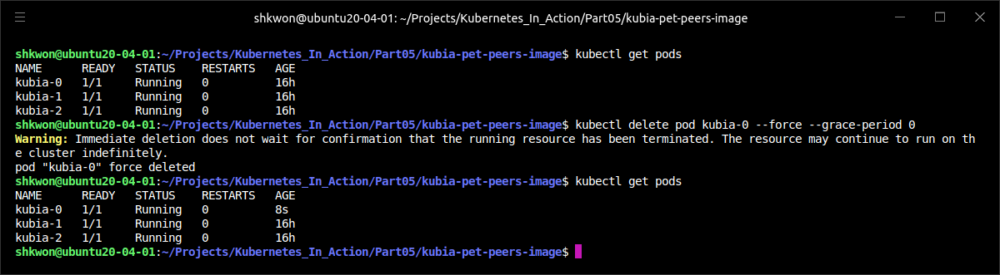 shkwon@ubuntu20-04-01: ~/Projects/Kubernetes_In_Action/Part05/kubia-pet-peers-image
shkwon@ubuntu20-04-01:~/Projects/Kubernetes_In_Action/Part05/kubia-pet-peers-image$ kubectl get pods
NAME      READY   STATUS    RESTARTS   AGE
kubia-0   1/1     Running   0          16h
kubia-1   1/1     Running   0          16h
kubia-2   1/1     Running   0          16h
shkwon@ubuntu20-04-01:~/Projects/Kubernetes_In_Action/Part05/kubia-pet-peers-image$ kubectl delete pod kubia-0 --force --grace-period 0
Warning: Immediate deletion does not wait for confirmation that the running resource has been terminated. The resource may continue to run on th
e cluster indefinitely.
pod "kubia-0" force deleted
shkwon@ubuntu20-04-01:~/Projects/Kubernetes_In_Action/Part05/kubia-pet-peers-image$ kubectl get pods
NAME      READY   STATUS    RESTARTS   AGE
kubia-0   1/1     Running   0          8s
kubia-1   1/1     Running   0          16h
kubia-2   1/1     Running   0          16h
shkwon@ubuntu20-04-01:~/Projects/Kubernetes_In_Action/Part05/kubia-pet-peers-image$